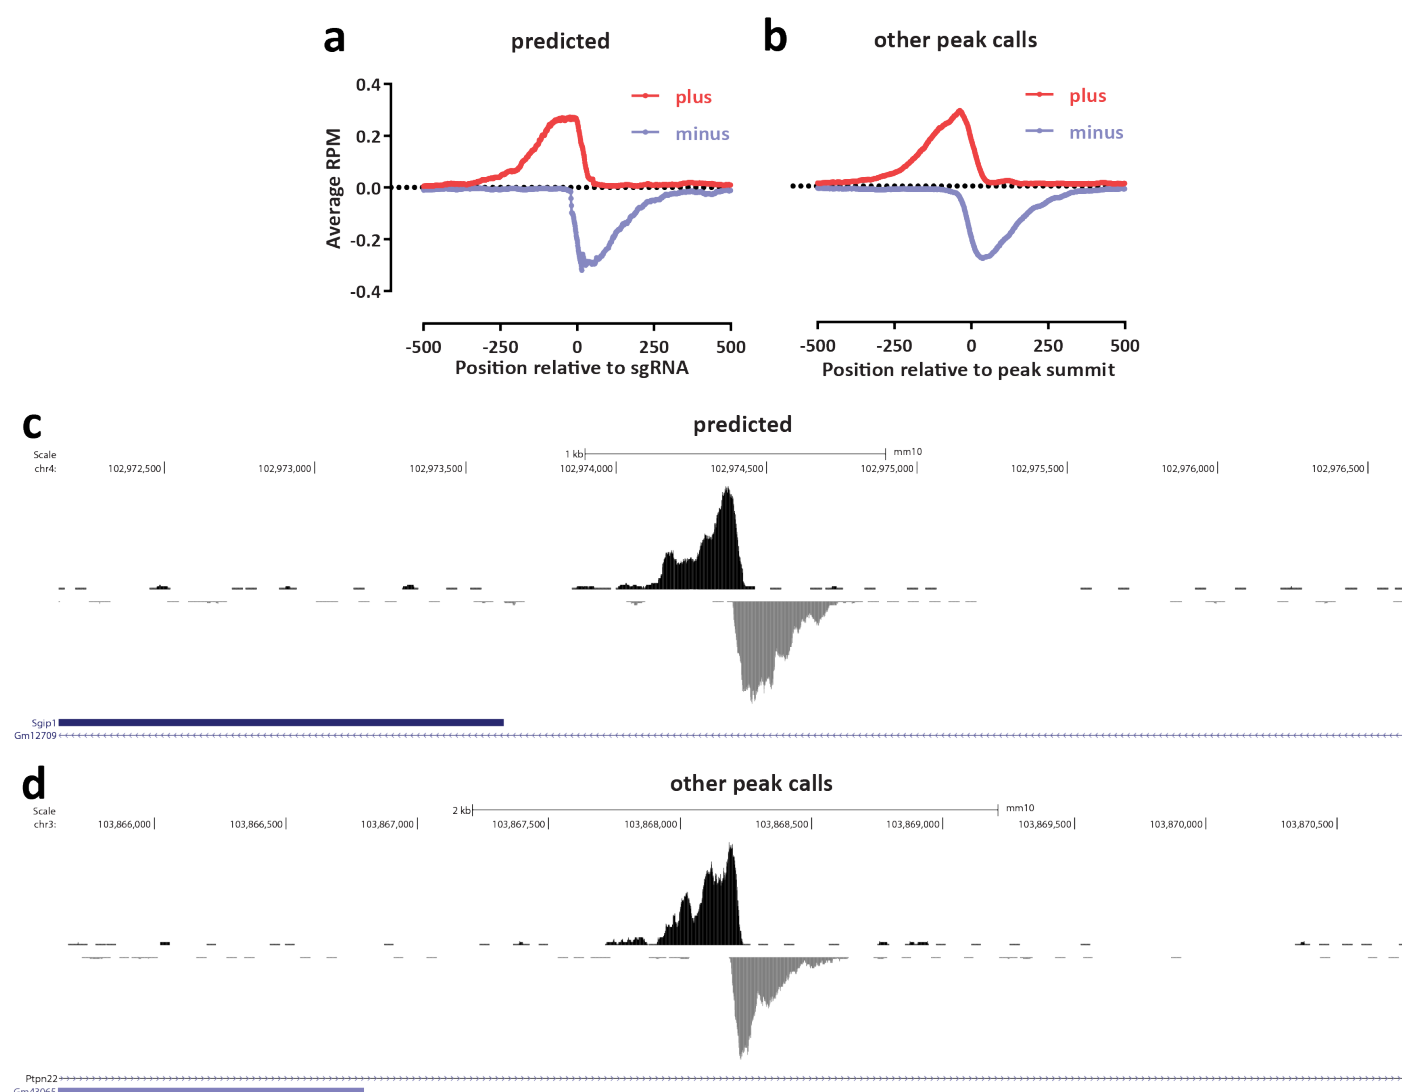 a
predicted
b
other peak calls
plus
minus
plus
minus
Average RPM
0.4
0.2
0.0
-0.2
-0.4
-500 -250 0 250 500
Position relative to sgRNA
-500 -250 0 250 500
Position relative to peak summit
c
predicted
Scale 1 kb mm10
chr4: 102,972,500 102,973,000 102,973,500 102,974,000 102,974,500 102,975,000 102,975,500 102,976,000 102,976,500
Sgip1
Gm12709
d
other peak calls
Scale 2 kb mm10
chr3: 103,866,000 103,866,500 103,867,000 103,867,500 103,868,000 103,868,500 103,869,000 103,869,500 103,870,000 103,870,500
Ptpn22
Gm43065